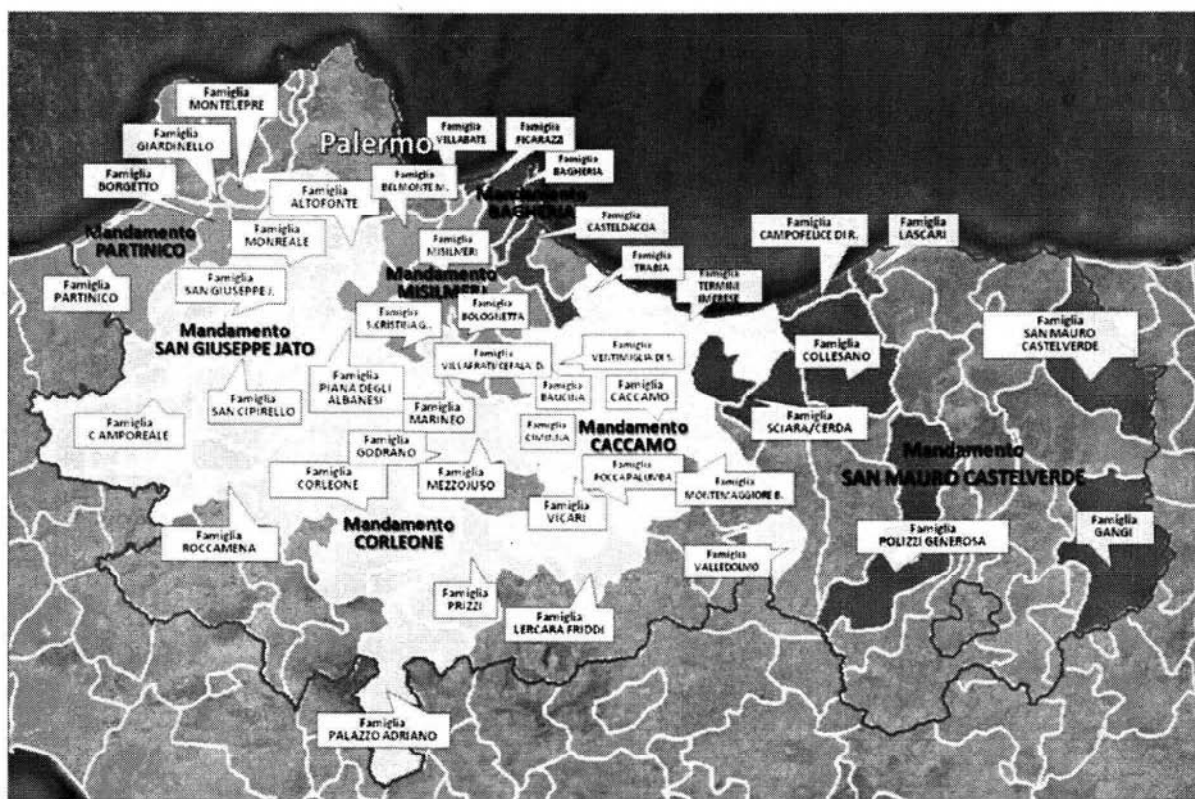 Famiglia
MONTELEPRE
Famiglia
GIARDINELLO
Palermo
Famiglia
VILLABATE
Famiglia
FICARAZZI
Famiglia
BORGETTO
Famiglia
ALTOFONTE
Famiglia
BELMONTE M..
Famiglia
BAGHERIA
Mandamento
BAGHERIA
Mandamento
PARTINICO
Famiglia
MONREALE
Famiglia
MISILMERI
Famiglia
CASTELDACCIA
Famiglia
CAMPOFELICE DI R.
Famiglia
LASCARI
Famiglia
PARTINICO
Famiglia
SAN GIUSEPPE J.
Mandamento
MISILMERI
Famiglia
TRABIA
Famiglia
TERMINI
IMERESE
Famiglia
S.CRISTINA G..
Famiglia
BOLOGNETTA
Mandamento
SAN GIUSEPPE JATO
Famiglia
SAN MAURO
CASTELVERDE
Famiglia
VILLAFRATI/CEFALA D.
Famiglia
VENTIMIGLIA DI S.
Famiglia
COLLESANO
Famiglia
PIANA DEGLI
ALBANESI
Famiglia
SAN CIPIRELLO
Famiglia
MARINEO
Famiglia
BAUCINA
Famiglia
CACCAMO
Famiglia
SCIARA/CERDA
Famiglia
CAMPOREALE
Famiglia
GODRANO
Famiglia
CIMINNA
Mandamento
CACCAMO
Famiglia
CORLEONE
Famiglia
MEZZOJUSO
Famiglia
ROCCAPALUMBA
Famiglia
MONTEMAGGIORE B.
Mandamento
SAN MAURO CASTELVERDE
Famiglia
VICARI
Famiglia
ROCCAMENA
Mandamento
CORLEONE
Famiglia
VALLEDOLMO
Famiglia
POLIZZI GENEROSA
Famiglia
GANGI
Famiglia
PRIZZI
Famiglia
LERCARA FRIDDI
Famiglia
PALAZZO ADRIANO